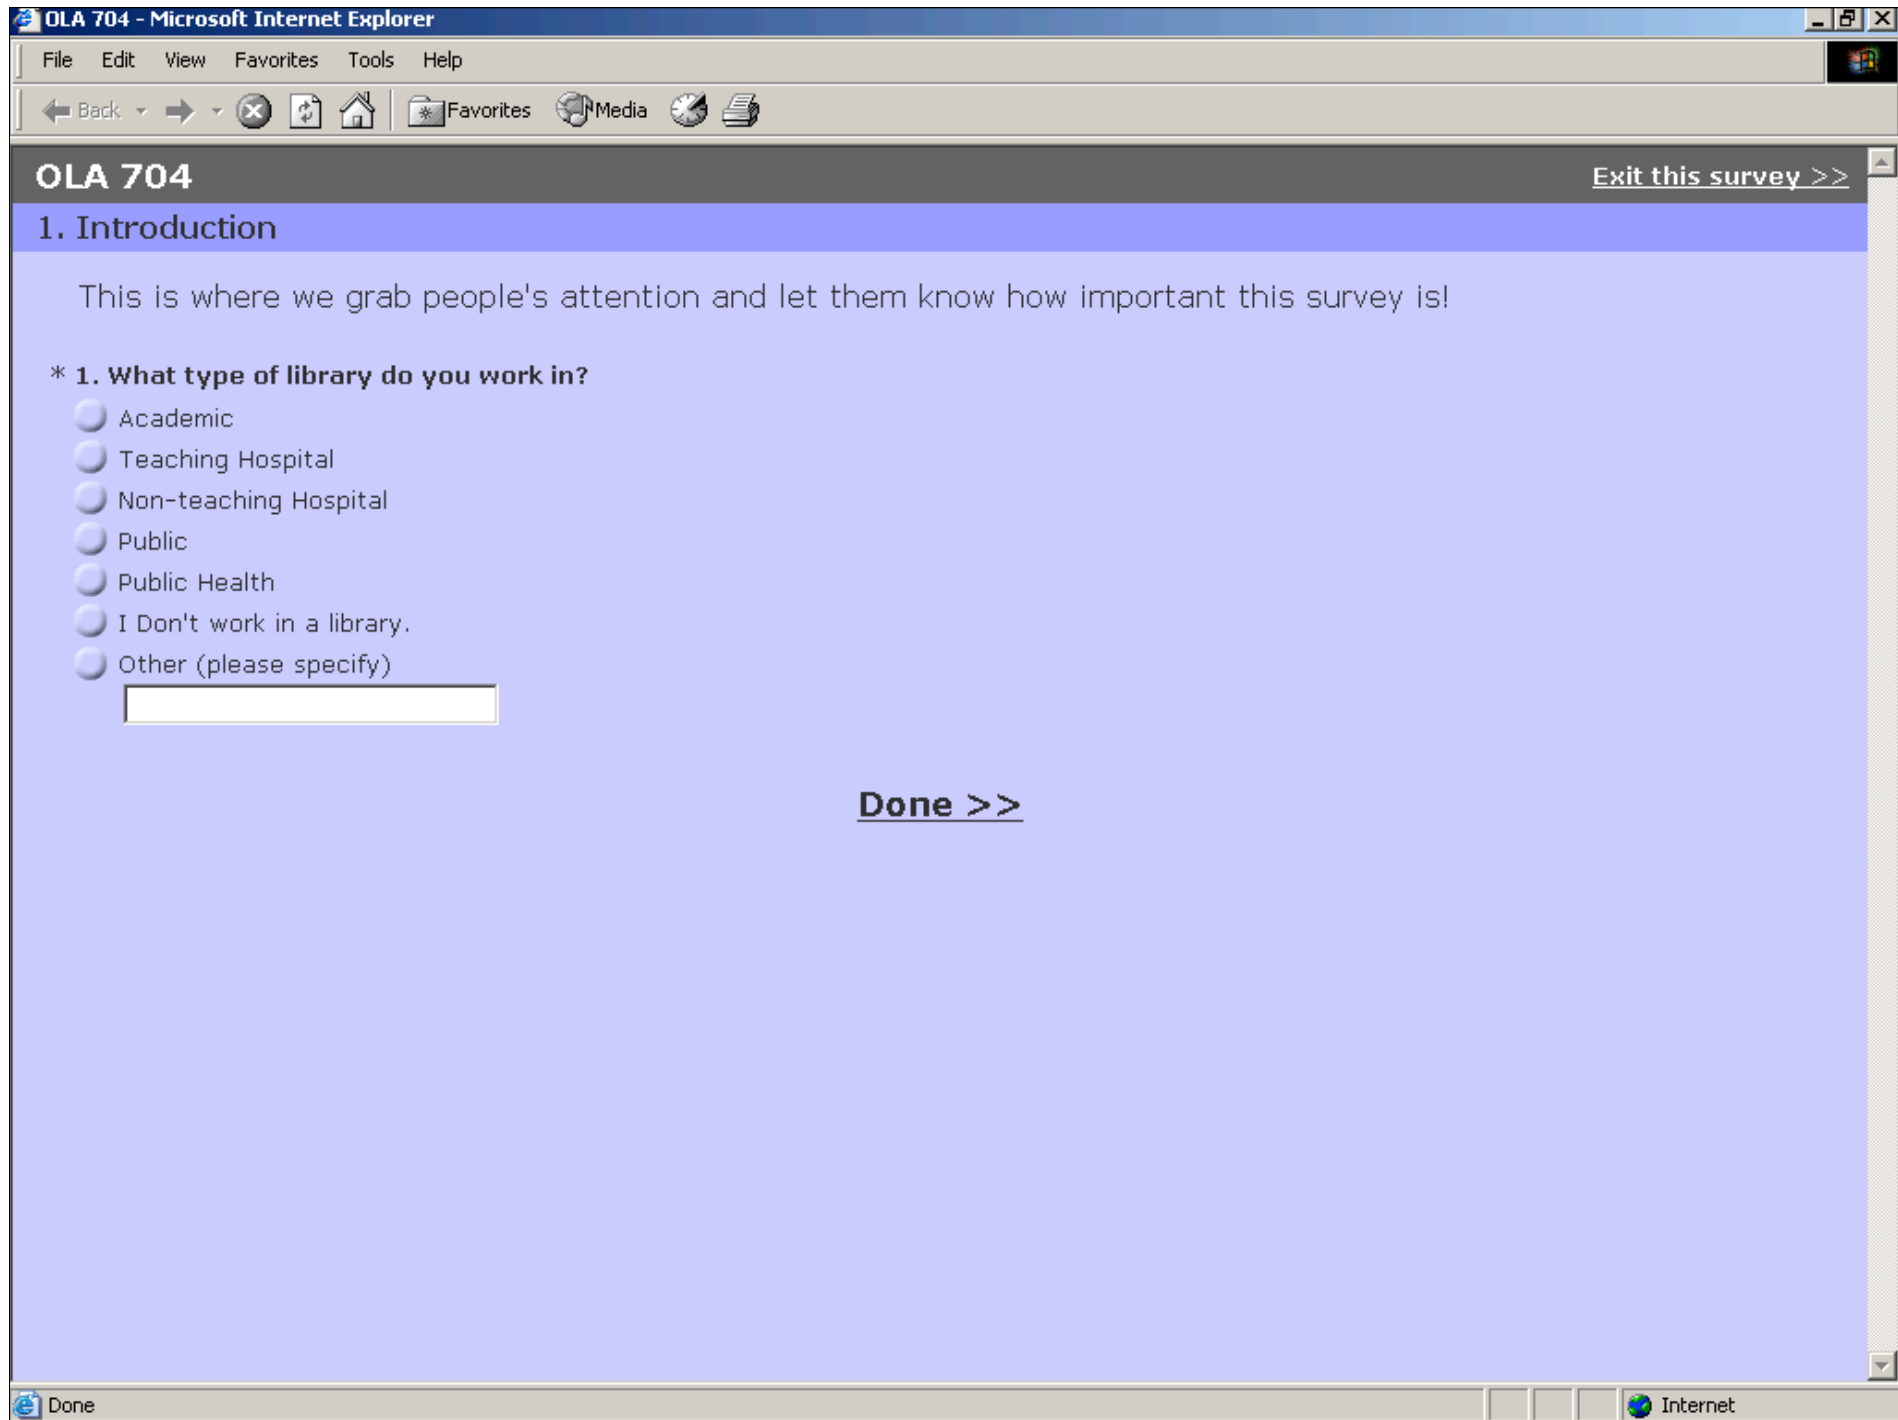 OLA 704 - Microsoft Internet Explorer
File Edit View Favorites Tools Help
Back Favorites Media
OLA 704 Exit this survey >>
1. Introduction
This is where we grab people's attention and let them know how important this survey is!
* 1. What type of library do you work in?
Academic
Teaching Hospital
Non-teaching Hospital
Public
Public Health
I Don't work in a library.
Other (please specify)
Done >>
Done Internet